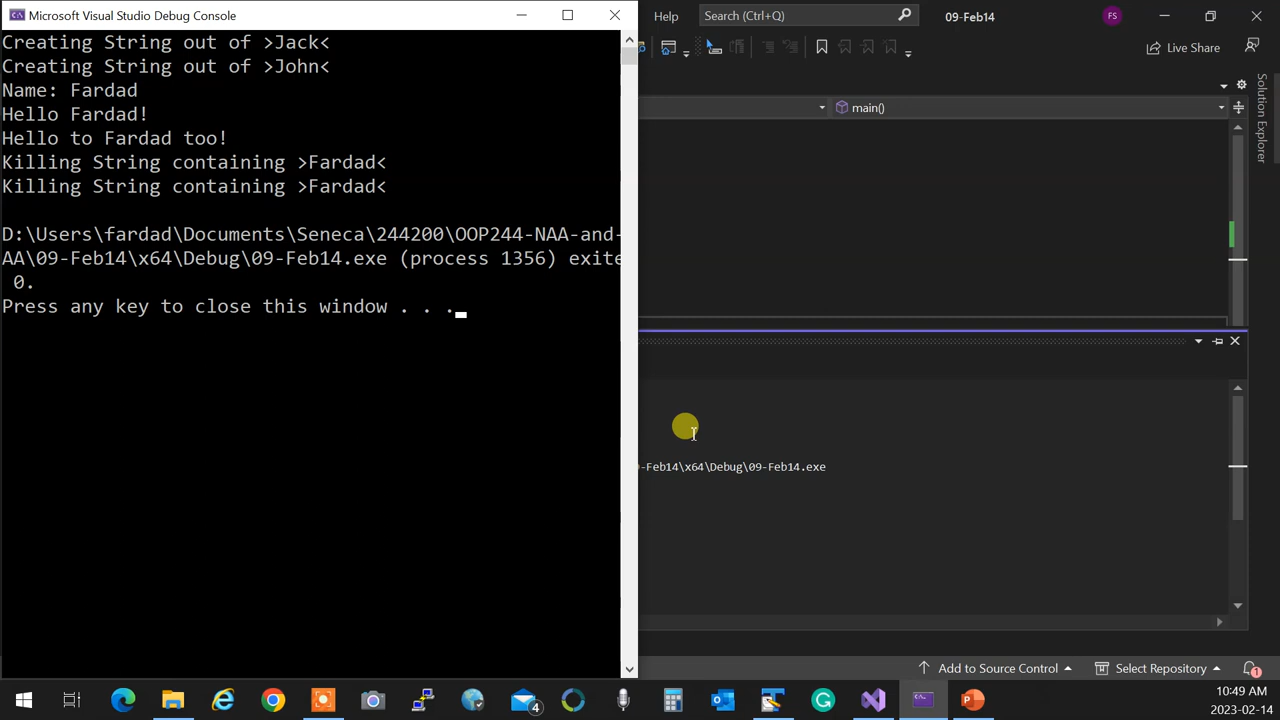 Microsoft Visual Studio Debug Console
Help
Search (Ctrl+Q)
09-Feb14
FS
Live Share
Creating String out of >Jack<
Creating String out of >John<
Name: Fardad
Hello Fardad!
Hello to Fardad too!
Killing String containing >Fardad<
Killing String containing >Fardad<
D:\Users\fardad\Documents\Seneca\244200\OOP244-NAA-and-
AA\09-Feb14\x64\Debug\09-Feb14.exe (process 1356) exite
0.
Press any key to close this window . . .
main()
Solution Explorer
9-Feb14\x64\Debug\09-Feb14.exe
Add to Source Control
Select Repository
1
4
10:49 AM
2023-02-14